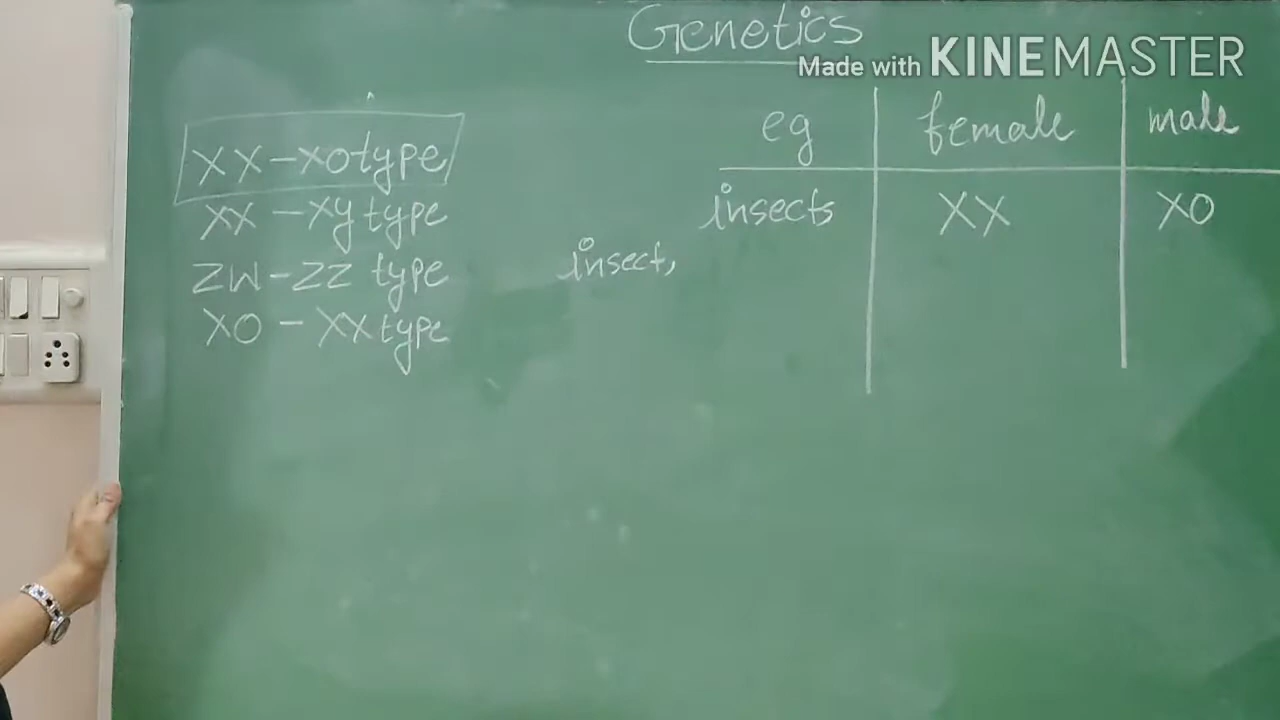 Genetics
Made with KINEMASTER
XX-XO type
XX-Xy type
ZW-ZZ type
XO-XX type
insect,
eg female male
insects XX XO